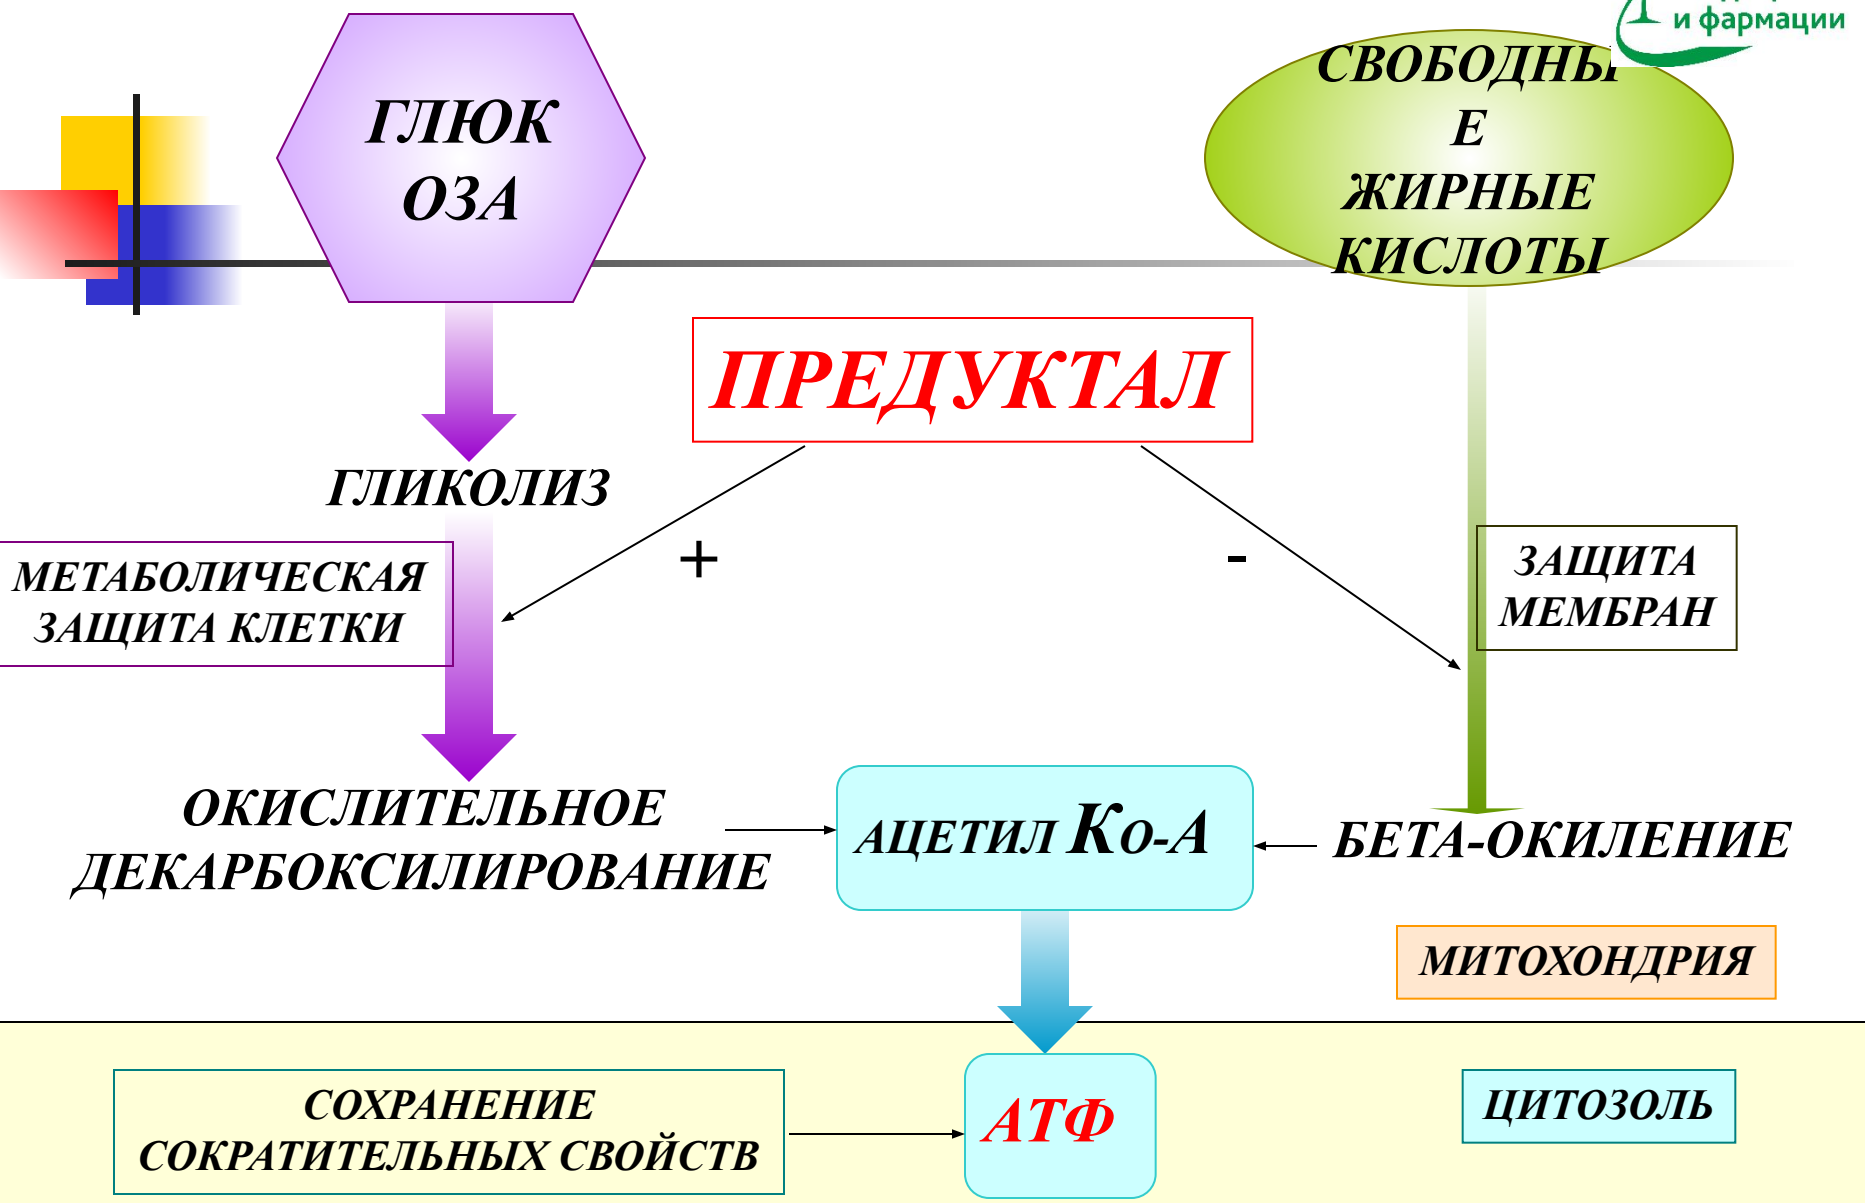 и фармации
ГЛЮК
ОЗА
СВОБОДНЫ
Е
ЖИРНЫЕ
КИСЛОТЫ
ПРЕДУКТАЛ
ГЛИКОЛИЗ
+
-
МЕТАБОЛИЧЕСКАЯ
ЗАЩИТА КЛЕТКИ
ЗАЩИТА
МЕМБРАН
ОКИСЛИТЕЛЬНОЕ
ДЕКАРБОКСИЛИРОВАНИЕ
АЦЕТИЛ КО-А
БЕТА-ОКИЛЕНИЕ
МИТОХОНДРИЯ
СОХРАНЕНИЕ
СОКРАТИТЕЛЬНЫХ СВОЙСТВ
АТФ
ЦИТОЗОЛЬ